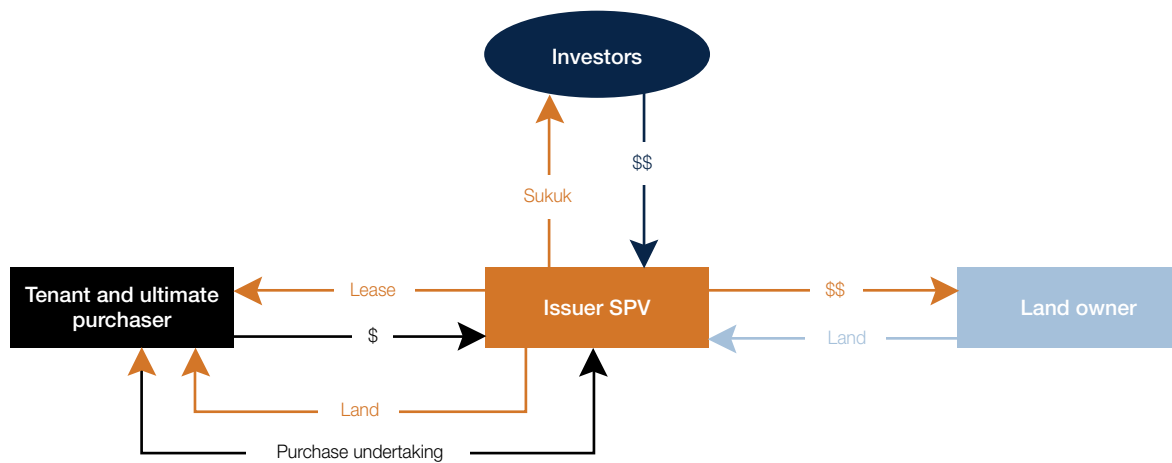 Investors
$$
Sukuk
Tenant and ultimate
purchaser
Lease
$
Issuer SPV
$$
Land
Land owner
Land
Purchase undertaking